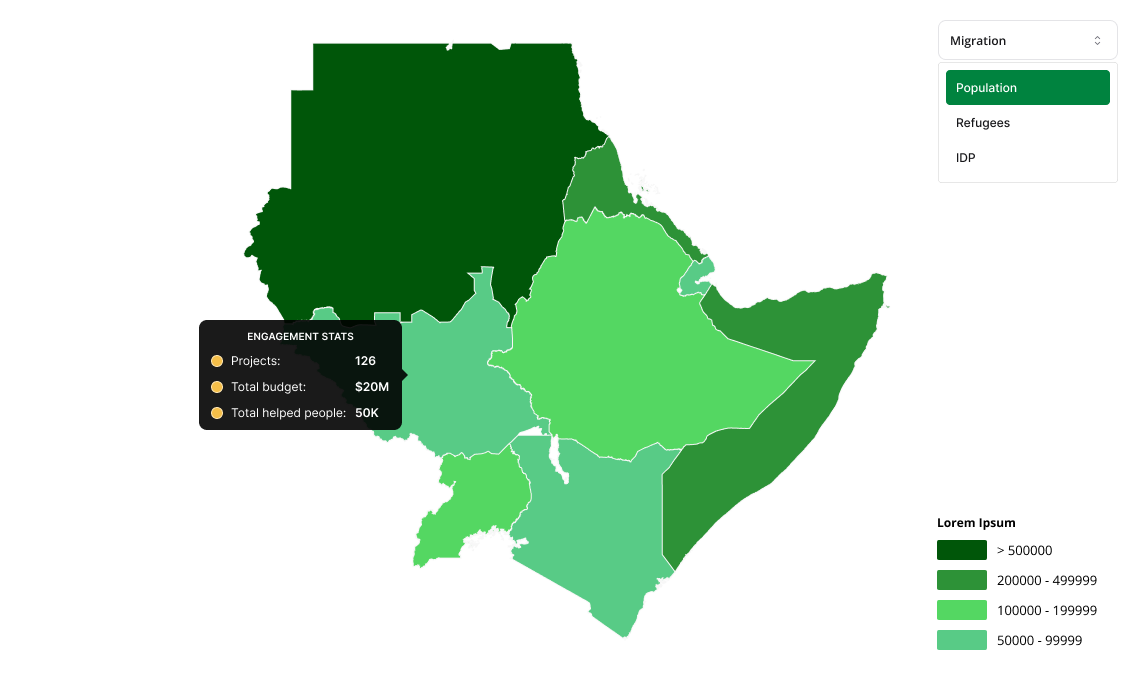 Migration
Population
Refugees
IDP
ENGAGEMENT STATS
Projects: 126
Total budget: $20M
Total helped people: 50K
Lorem Ipsum
> 500000
200000 - 499999
100000 - 199999
50000 - 99999